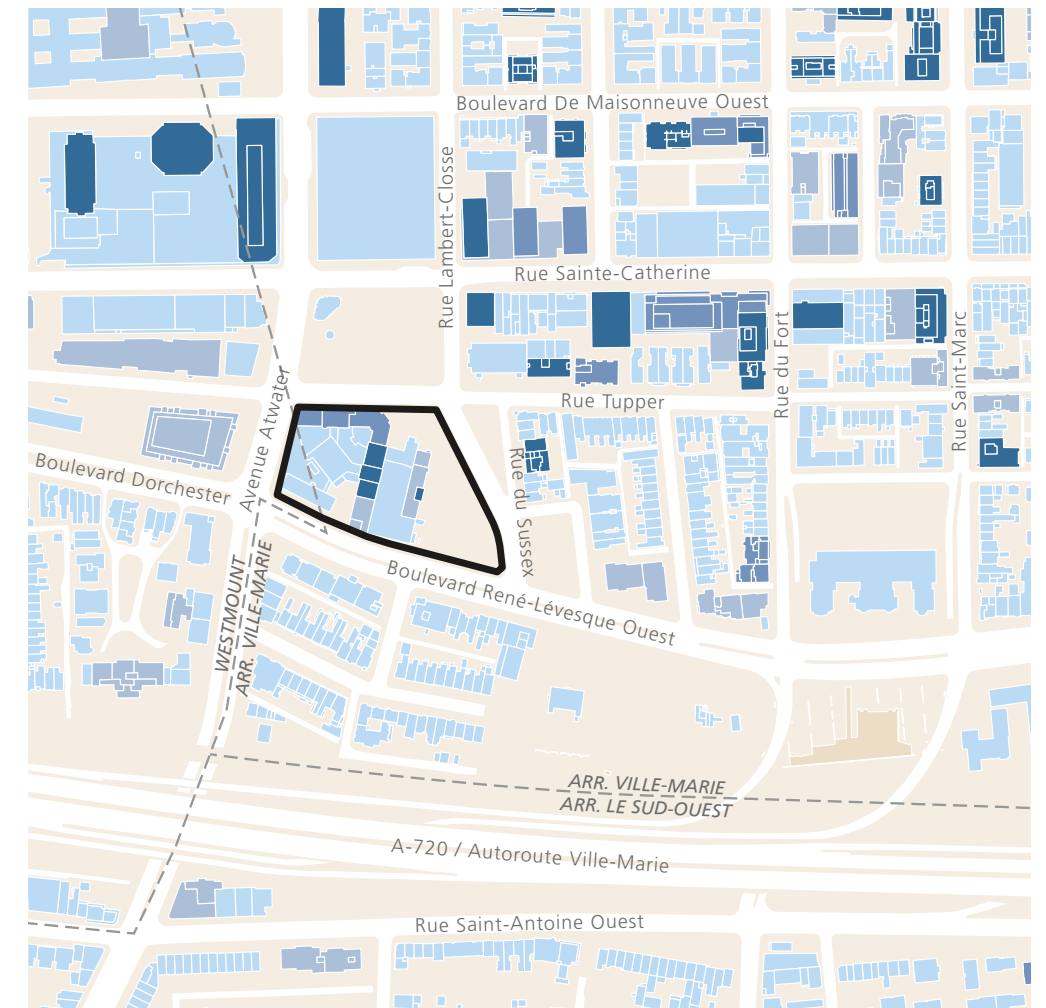 Boulevard De Maisonneuve Ouest
Rue Lambert-Closse
Rue Sainte-Catherine
Rue du Fort
Rue Saint-Marc
Avenue Atwater
Rue Tupper
Boulevard Dorchester
Rue du Sussex
Boulevard René-Lévesque Ouest
WESTMOUNT
ARR. VILLE-MARIE
ARR. VILLE-MARIE
ARR. LE SUD-OUEST
A-720 / Autoroute Ville-Marie
Rue Saint-Antoine Ouest